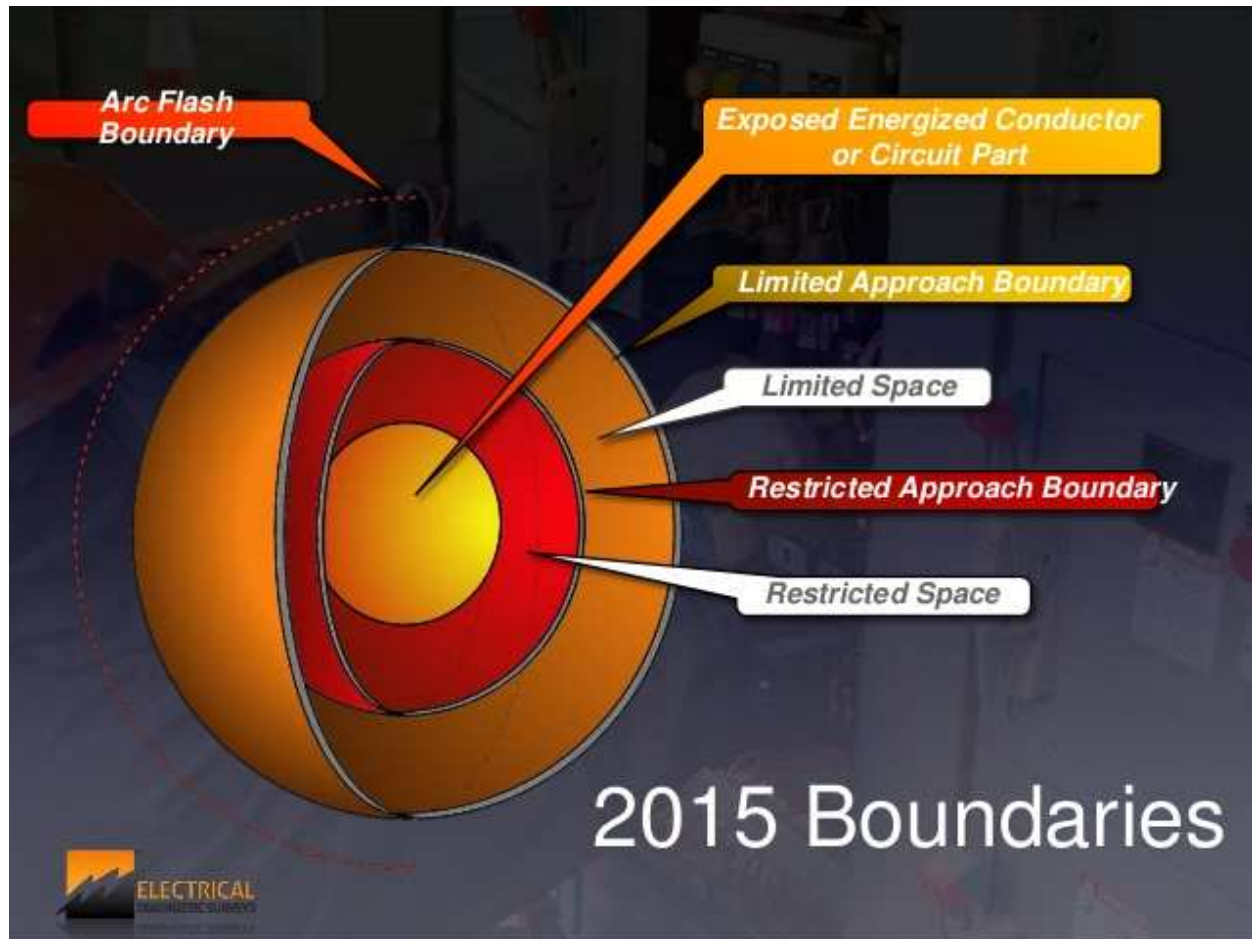 Arc Flash
Boundary
Exposed Energized Conductor
or Circuit Part
Limited Approach Boundary
Limited Space
Restricted Approach Boundary
Restricted Space
2015 Boundaries
ELECTRICAL